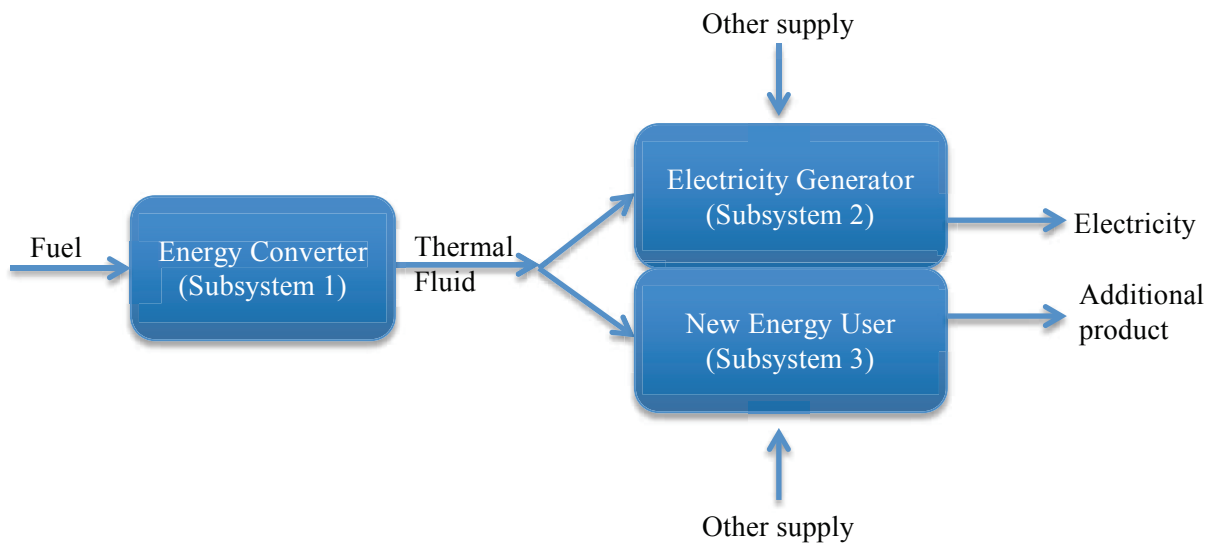 Other supply
Electricity Generator
(Subsystem 2)
Fuel
Energy Converter
(Subsystem 1)
Thermal
Fluid
Electricity
New Energy User
(Subsystem 3)
Additional
product
Other supply